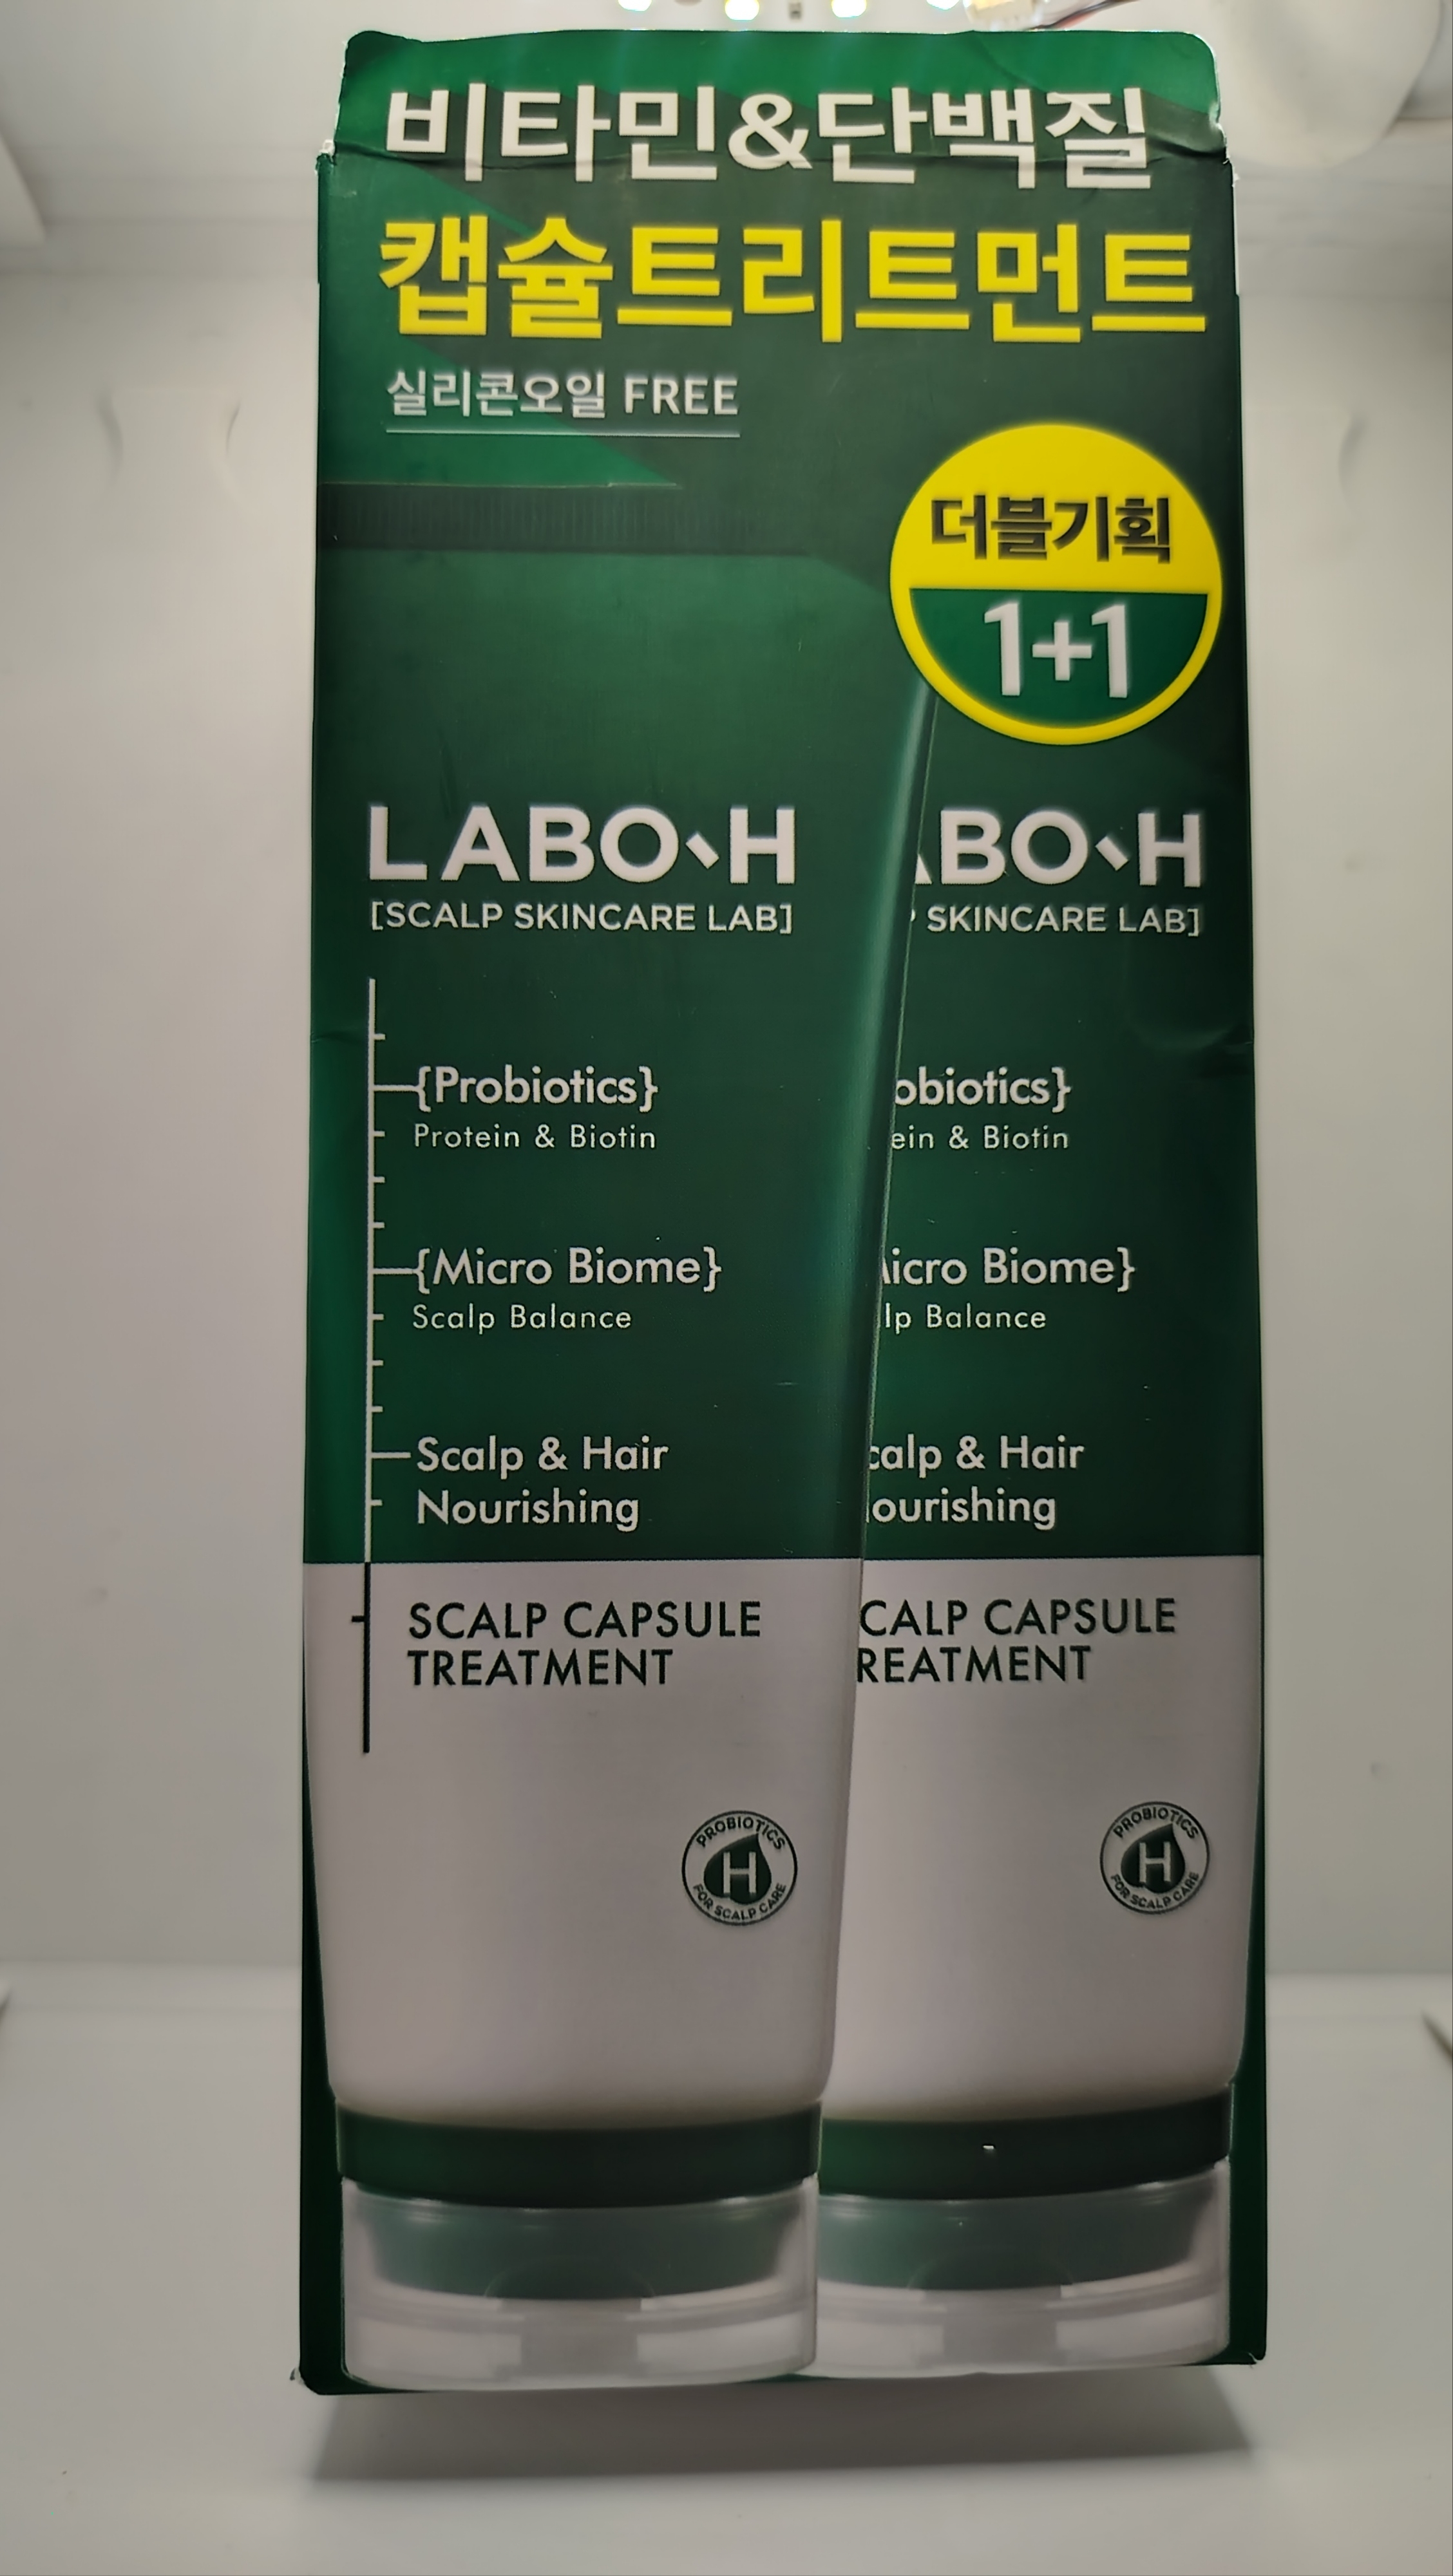 비타민&단백질
캡슐트리트먼트
실리콘오일 FREE
더블기획
1+1
LABO H
[SCALP SKINCARE LAB]
{Probiotics}
Protein & Biotin
{Micro Biome}
Scalp Balance
Scalp & Hair
Nourishing
SCALP CAPSULE
TREATMENT
PROBIOTICS
H
FOR SCALP CARE
ABO H
SKINCARE LAB]
obiotics}
ein & Biotin
icro Biome}
lp Balance
calp & Hair
ourishing
CALP CAPSULE
REATMENT
PROBIOTICS
H
FOR SCALP CARE